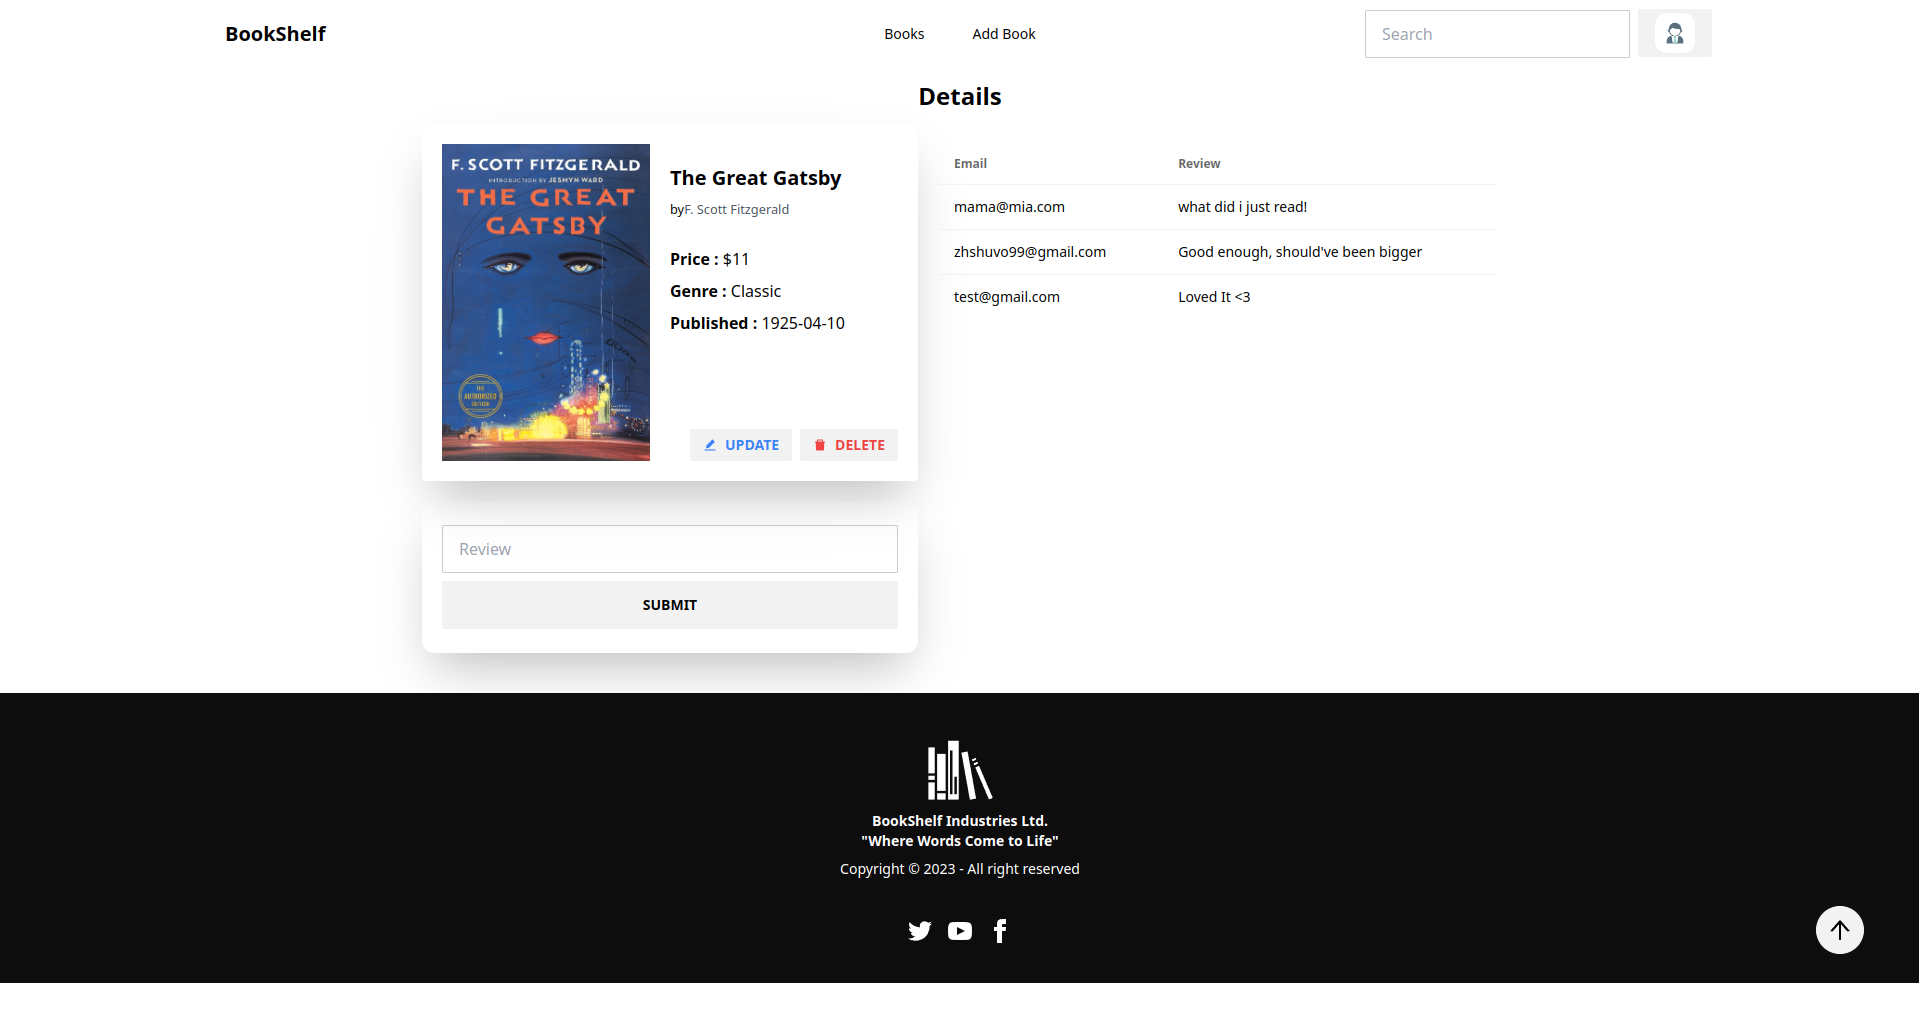 BookShelf
Books
Add Book
Search
Details
F. SCOTT FITZGERALD
INTRODUCTION BY JESMYN WARD
THE GREAT
GATSBY
THE
AUTHORIZED
EDITION
The Great Gatsby
byF. Scott Fitzgerald
Price : $11
Genre : Classic
Published : 1925-04-10
UPDATE
DELETE
Review
SUBMIT
Email Review
mama@mia.com what did i just read!
zhshuvo99@gmail.com Good enough, should've been bigger
test@gmail.com Loved It <3
BookShelf Industries Ltd.
"Where Words Come to Life"
Copyright © 2023 - All right reserved